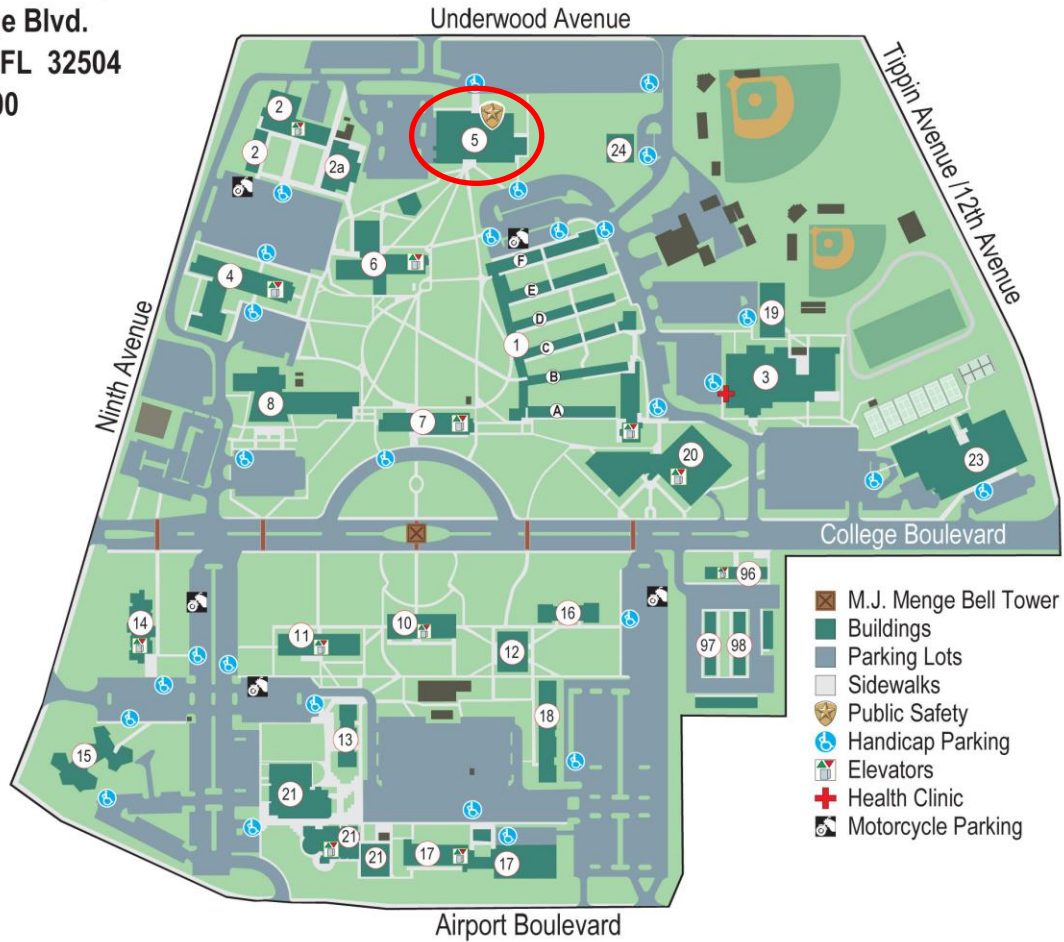 e Blvd.
FL 32504
00
Underwood Avenue
Tippin Avenue /12th Avenue
Ninth Avenue
2
2
2a
5
24
4
6
F
E
D
1
C
B
A
19
3
8
7
20
23
College Boulevard
14
11
10
16
12
96
97
98
18
13
15
21
21
21
17
17
M.J. Menge Bell Tower
Buildings
Parking Lots
Sidewalks
Public Safety
Handicap Parking
Elevators
Health Clinic
Motorcycle Parking
Airport Boulevard